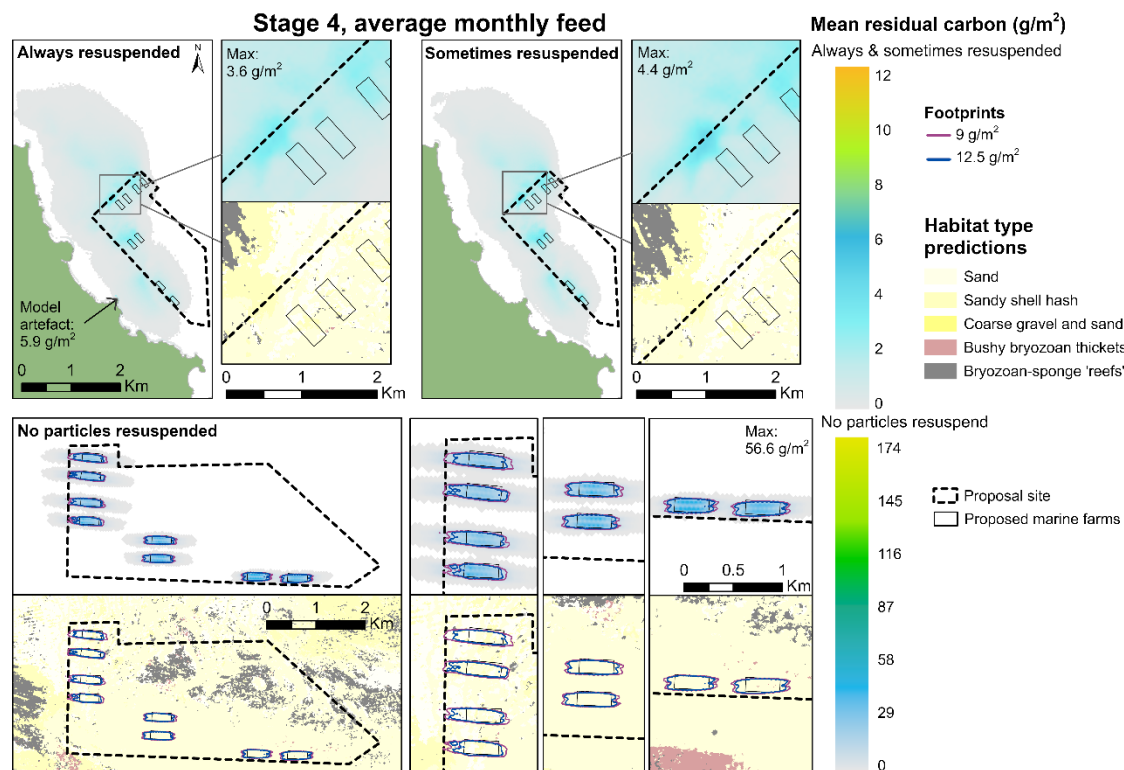 Stage 4, average monthly feed
Always resuspended
N
Max:
3.6 g/m²
Model
artefact:
5.9 g/m²
0 1 2
Km
0 1 2
Km
Sometimes resuspended
Max:
4.4 g/m²
0 1 2
Km
0 1 2
Km
Mean residual carbon (g/m²)
Always & sometimes resuspended
12
10
8
6
4
2
0
Footprints
9 g/m²
12.5 g/m²
Habitat type
predictions
Sand
Sandy shell hash
Coarse gravel and sand
Bushy bryozoan thickets
Bryozoan-sponge 'reefs'
No particles resuspended
0 1 2
Km
Max:
56.6 g/m²
0 0.5 1
Km
No particles resuspend
174
145
116
87
58
29
0
Proposal site
Proposed marine farms